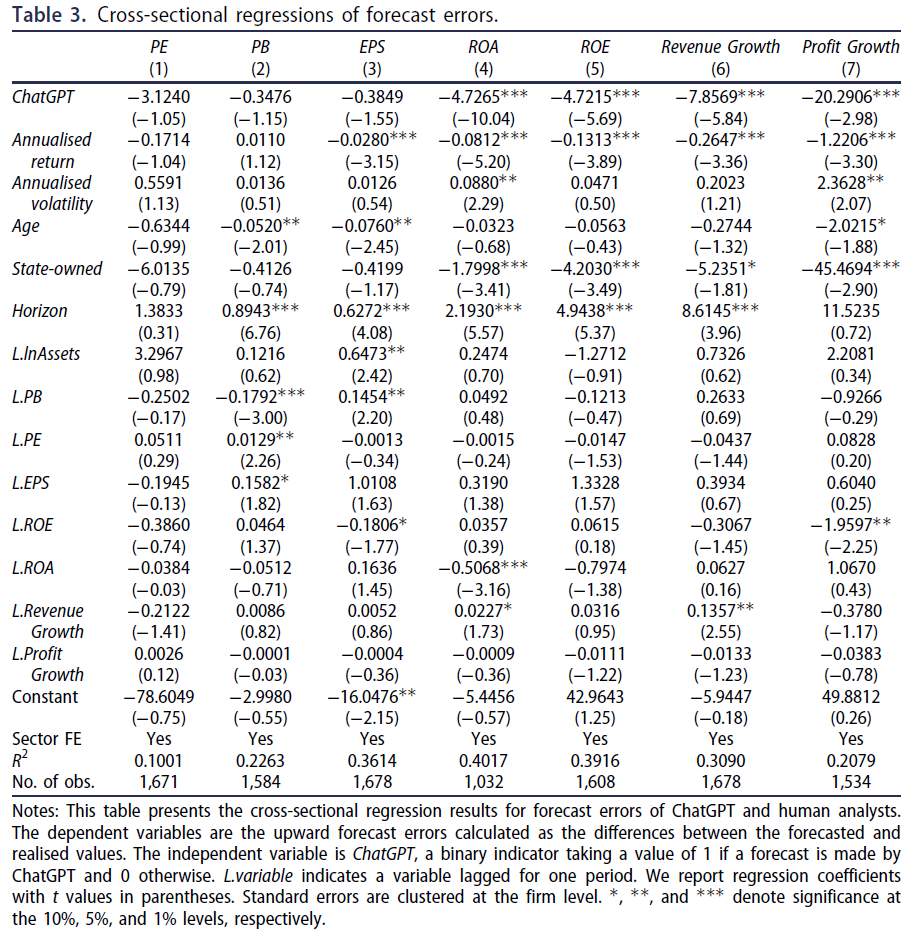 Table 3. Cross-sectional regressions of forecast errors.
PE PB EPS ROA ROE Revenue Growth Profit Growth
(1) (2) (3) (4) (5) (6) (7)
ChatGPT −3.1240 −0.3476 −0.3849 −4.7265*** −4.7215*** −7.8569*** −20.2906***
(−1.05) (−1.15) (−1.55) (−10.04) (−5.69) (−5.84) (−2.98)
Annualised −0.1714 0.0110 −0.0280*** −0.0812*** −0.1313*** −0.2647*** −1.2206***
return (−1.04) (1.12) (−3.15) (−5.20) (−3.89) (−3.36) (−3.30)
Annualised 0.5591 0.0136 0.0126 0.0880** 0.0471 0.2023 2.3628**
volatility (1.13) (0.51) (0.54) (2.29) (0.50) (1.21) (2.07)
Age −0.6344 −0.0520** −0.0760** −0.0323 −0.0563 −0.2744 −2.0215*
(−0.99) (−2.01) (−2.45) (−0.68) (−0.43) (−1.32) (−1.88)
State-owned −6.0135 −0.4126 −0.4199 −1.7998*** −4.2030*** −5.2351* −45.4694***
(−0.79) (−0.74) (−1.17) (−3.41) (−3.49) (−1.81) (−2.90)
Horizon 1.3833 0.8943*** 0.6272*** 2.1930*** 4.9438*** 8.6145*** 11.5235
(0.31) (6.76) (4.08) (5.57) (5.37) (3.96) (0.72)
L.lnAssets 3.2967 0.1216 0.6473** 0.2474 −1.2712 0.7326 2.2081
(0.98) (0.62) (2.42) (0.70) (−0.91) (0.62) (0.34)
L.PB −0.2502 −0.1792*** 0.1454** 0.0492 −0.1213 0.2633 −0.9266
(−0.17) (−3.00) (2.20) (0.48) (−0.47) (0.69) (−0.29)
L.PE 0.0511 0.0129** −0.0013 −0.0015 −0.0147 −0.0437 0.0828
(0.29) (2.26) (−0.34) (−0.24) (−1.53) (−1.44) (0.20)
L.EPS −0.1945 0.1582* 1.0108 0.3190 1.3328 0.3934 0.6040
(−0.13) (1.82) (1.63) (1.38) (1.57) (0.67) (0.25)
L.ROE −0.3860 0.0464 −0.1806* 0.0357 0.0615 −0.3067 −1.9597**
(−0.74) (1.37) (−1.77) (0.39) (0.18) (−1.45) (−2.25)
L.ROA −0.0384 −0.0512 0.1636 −0.5068*** −0.7974 0.0627 1.0670
(−0.03) (−0.71) (1.45) (−3.16) (−1.38) (0.16) (0.43)
L.Revenue −0.2122 0.0086 0.0052 0.0227* 0.0316 0.1357** −0.3780
Growth (−1.41) (0.82) (0.86) (1.73) (0.95) (2.55) (−1.17)
L.Profit 0.0026 −0.0001 −0.0004 −0.0009 −0.0111 −0.0133 −0.0383
Growth (0.12) (−0.03) (−0.36) (−0.36) (−1.22) (−1.23) (−0.78)
Constant −78.6049 −2.9980 −16.0476** −5.4456 42.9643 −5.9447 49.8812
(−0.75) (−0.55) (−2.15) (−0.57) (1.25) (−0.18) (0.26)
Sector FE Yes Yes Yes Yes Yes Yes Yes
R² 0.1001 0.2263 0.3614 0.4017 0.3916 0.3090 0.2079
No. of obs. 1,671 1,584 1,678 1,032 1,608 1,678 1,534
Notes: This table presents the cross-sectional regression results for forecast errors of ChatGPT and human analysts.
The dependent variables are the upward forecast errors calculated as the differences between the forecasted and
realised values. The independent variable is ChatGPT, a binary indicator taking a value of 1 if a forecast is made by
ChatGPT and 0 otherwise. L.variable indicates a variable lagged for one period. We report regression coefficients
with t values in parentheses. Standard errors are clustered at the firm level. *, **, and *** denote significance at
the 10%, 5%, and 1% levels, respectively.